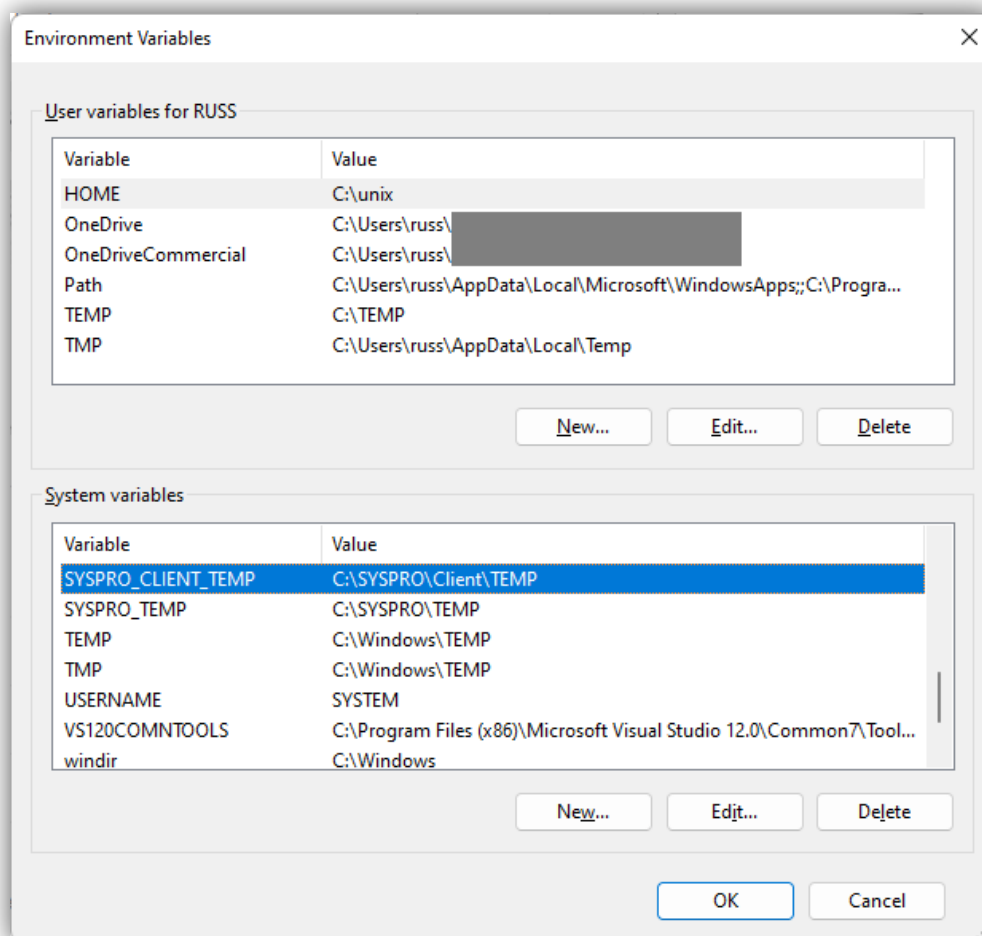 Environment Variables
User variables for RUSS
Variable Value
HOME C:\unix
OneDrive C:\Users\russ\
OneDriveCommercial C:\Users\russ\
Path C:\Users\russ\AppData\Local\Microsoft\WindowsApps;;C:\Progra...
TEMP C:\TEMP
TMP C:\Users\russ\AppData\Local\Temp
New... Edit... Delete
System variables
Variable Value
SYSPRO_CLIENT_TEMP C:\SYSPRO\Client\TEMP
SYSPRO_TEMP C:\SYSPRO\TEMP
TEMP C:\Windows\TEMP
TMP C:\Windows\TEMP
USERNAME SYSTEM
VS120COMNTOOLS C:\Program Files (x86)\Microsoft Visual Studio 12.0\Common7\Tool...
windir C:\Windows
New... Edit... Delete
OK Cancel